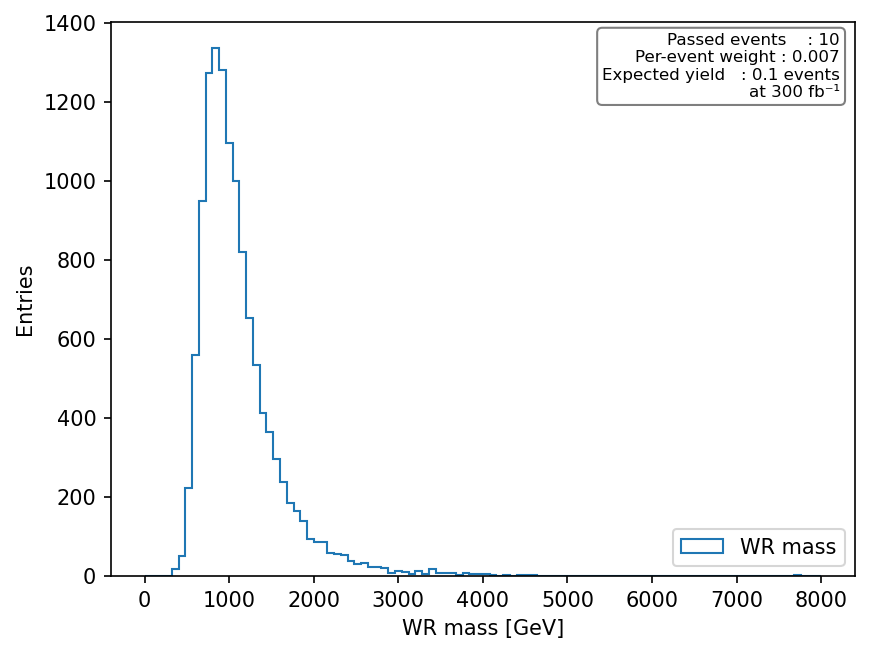 1400
1200
1000
800
600
400
200
0
Entries
Passed events : 10
Per-event weight : 0.007
Expected yield : 0.1 events
at 300 fb⁻¹
WR mass
0 1000 2000 3000 4000 5000 6000 7000 8000
WR mass [GeV]